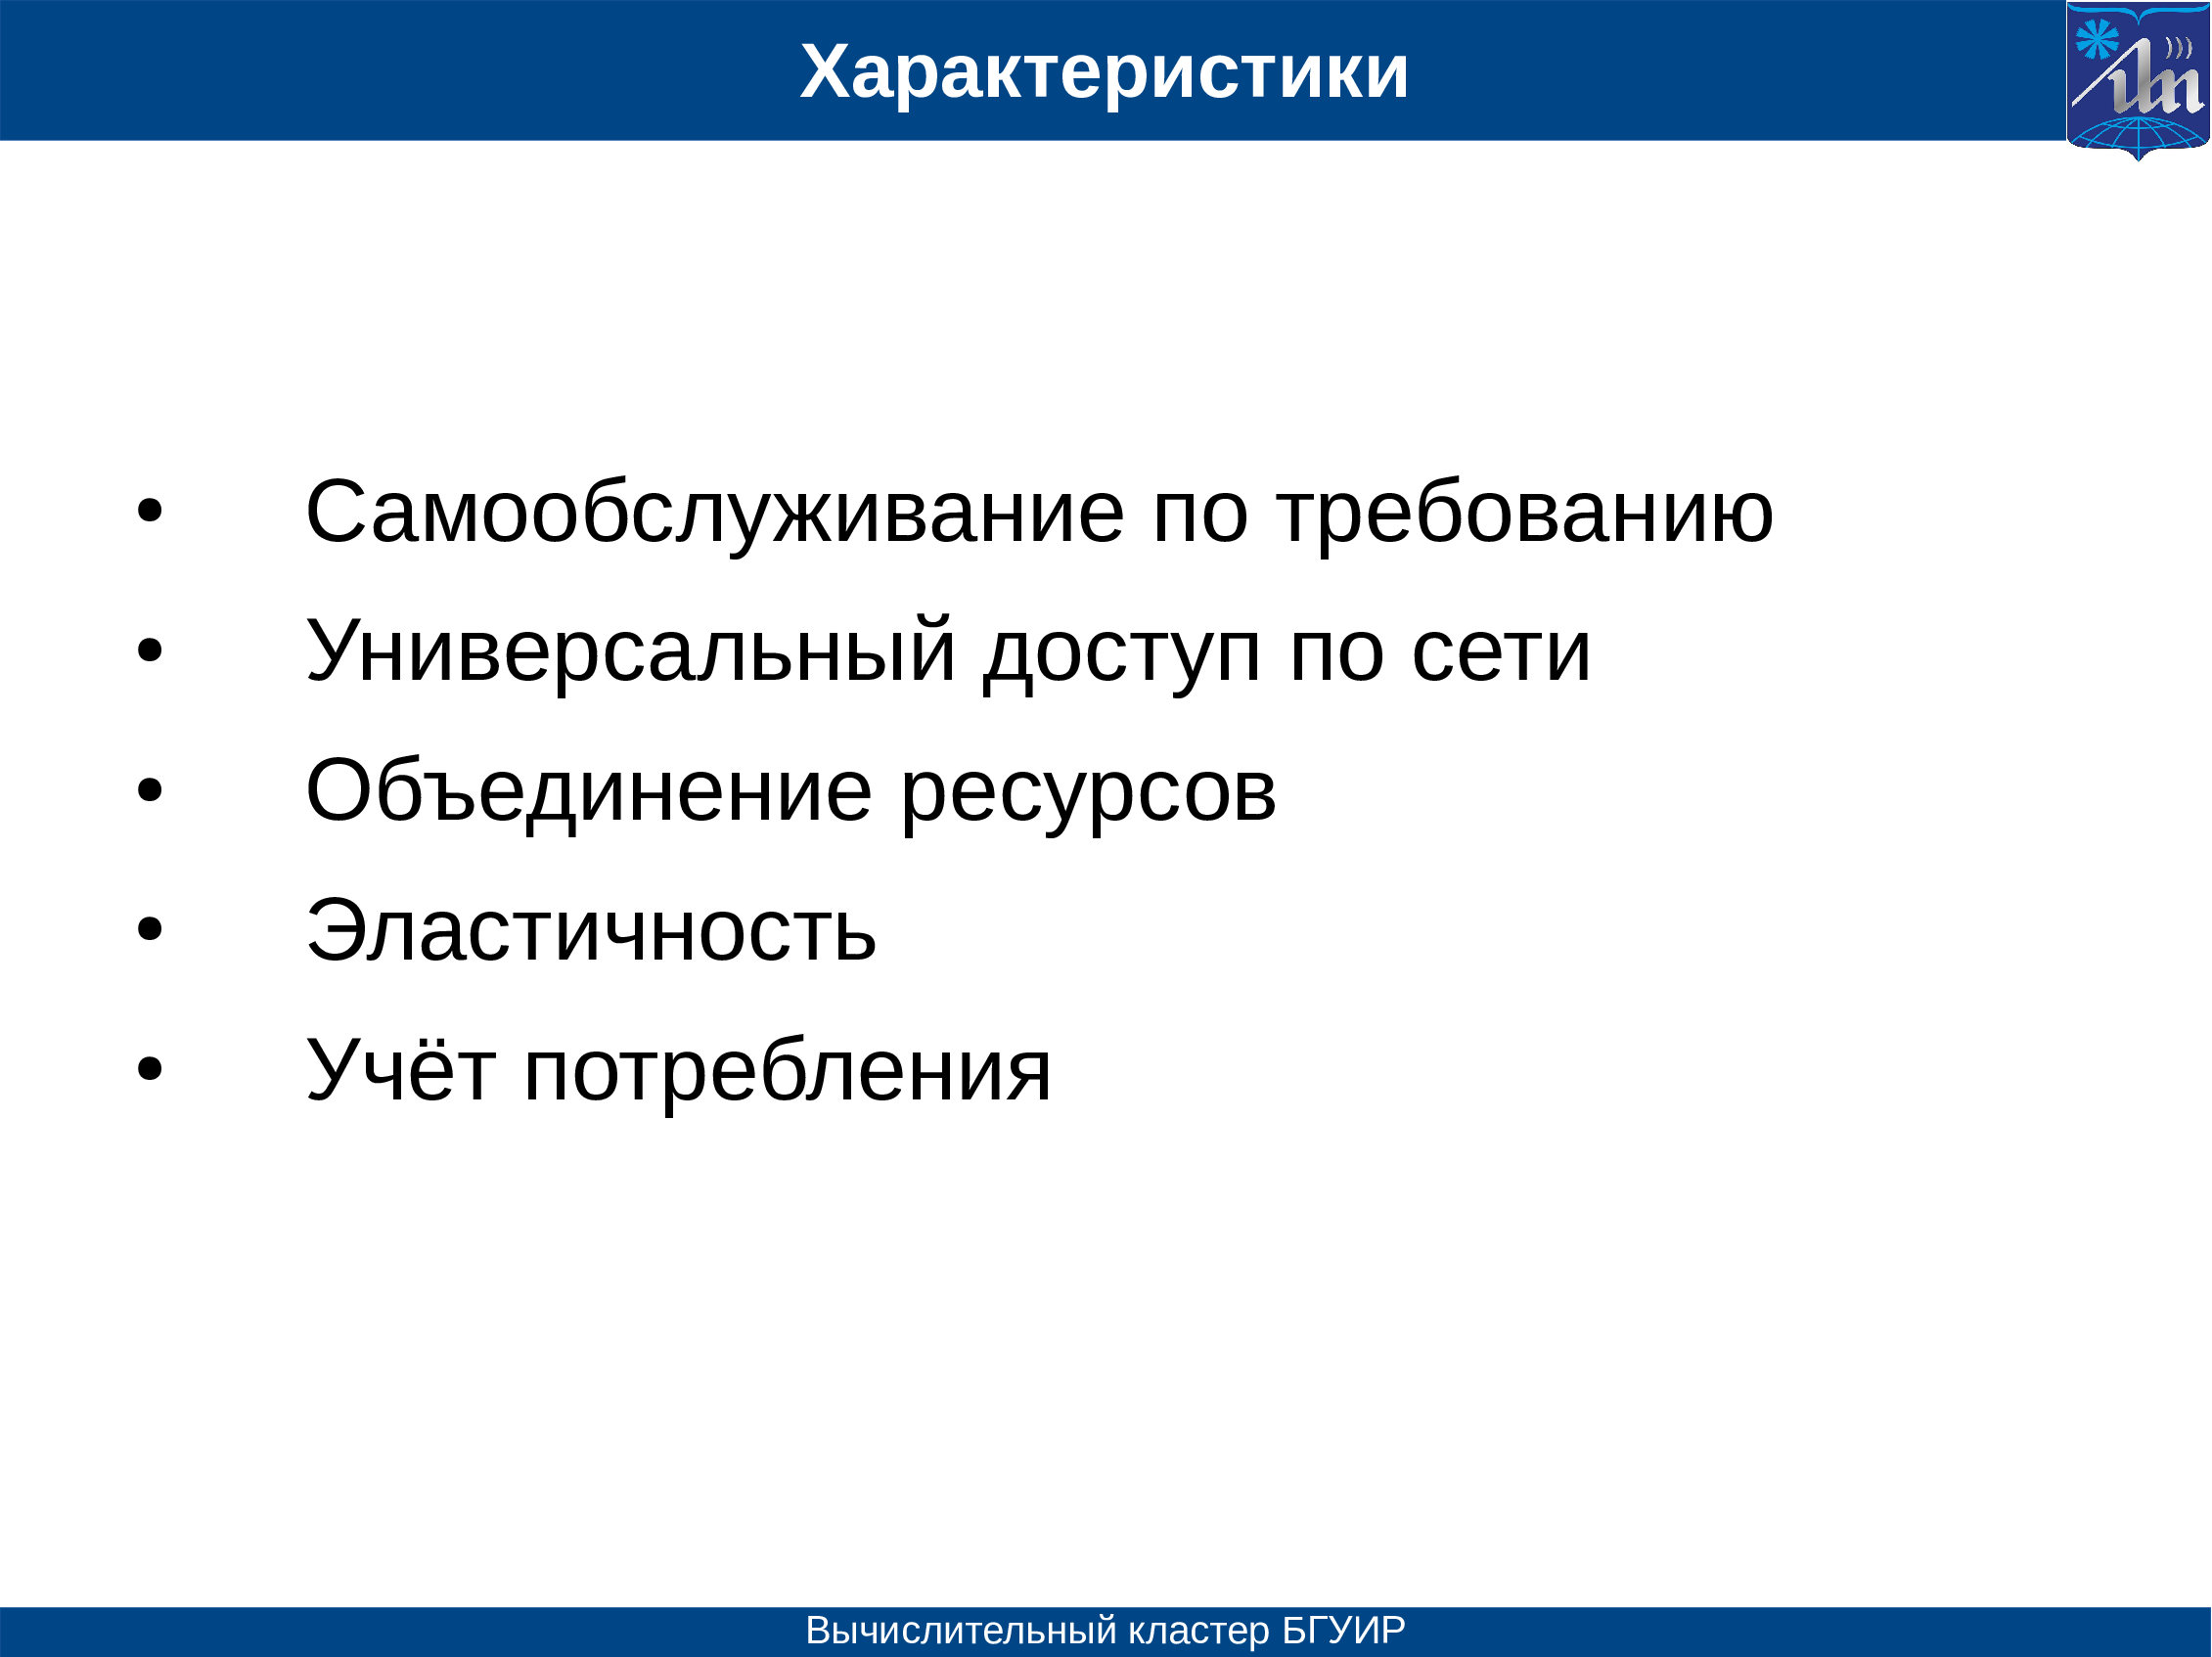 Характеристики
• Самообслуживание по требованию
• Универсальный доступ по сети
• Объединение ресурсов
• Эластичность
• Учёт потребления
Вычислительный кластер БГУИР